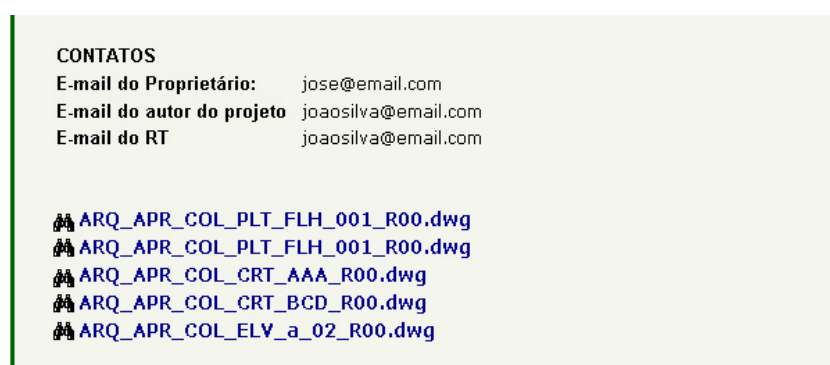 CONTATOS
E-mail do Proprietário: jose@email.com
E-mail do autor do projeto joaosilva@email.com
E-mail do RT joaosilva@email.com
ARQ_APR_COL_PLT_FLH_001_R00.dwg
ARQ_APR_COL_PLT_FLH_001_R00.dwg
ARQ_APR_COL_CRT_AAA_R00.dwg
ARQ_APR_COL_CRT_BCD_R00.dwg
ARQ_APR_COL_ELV_a_02_R00.dwg